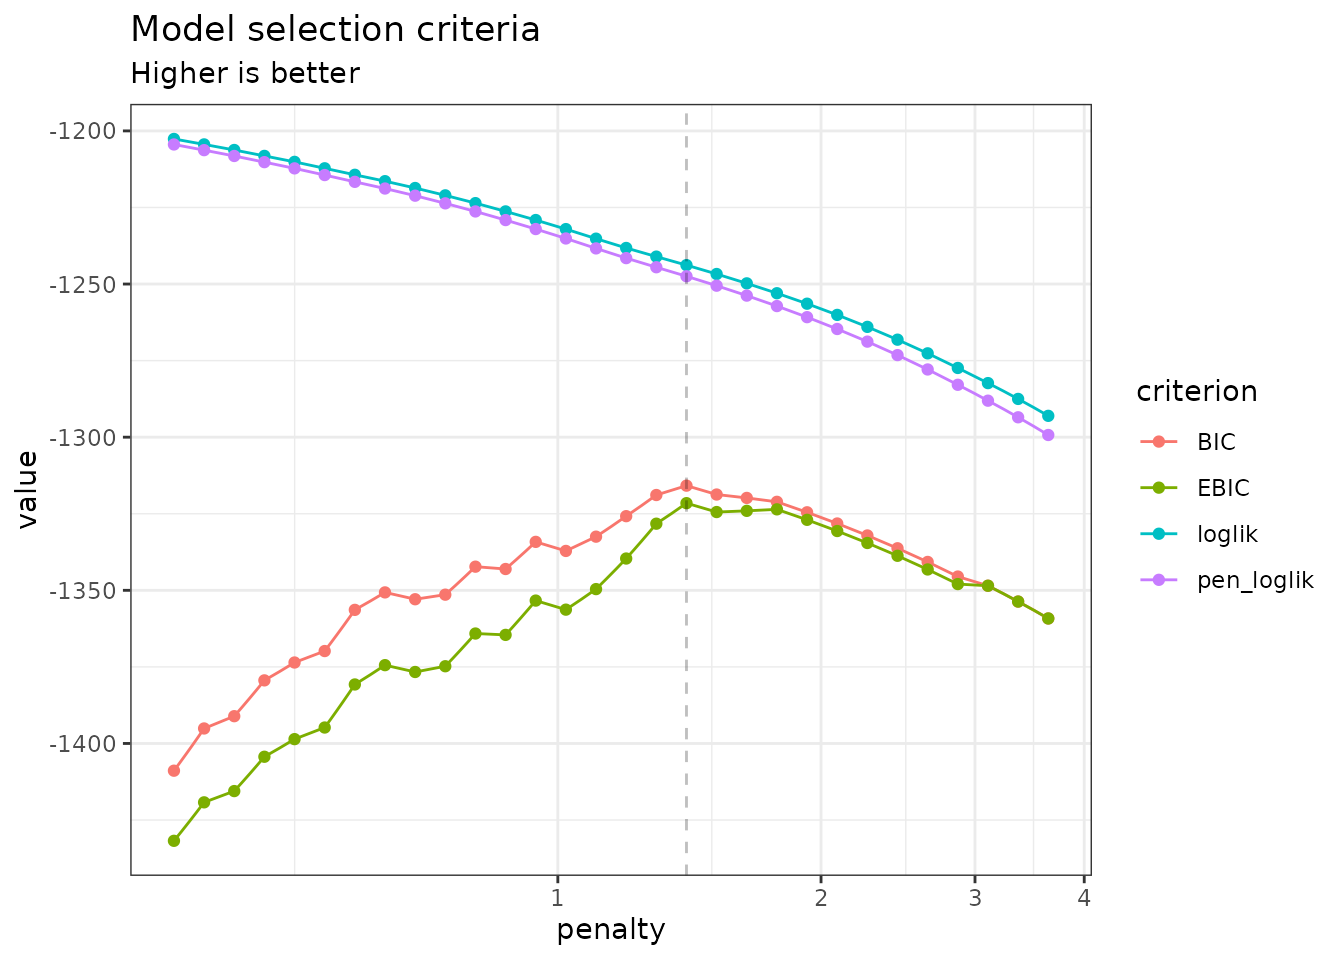 Model selection criteria
Higher is better
-1200
-1250
-1300
-1350
-1400
value
1
2
3
4
penalty
criterion
BIC
EBIC
loglik
pen_loglik